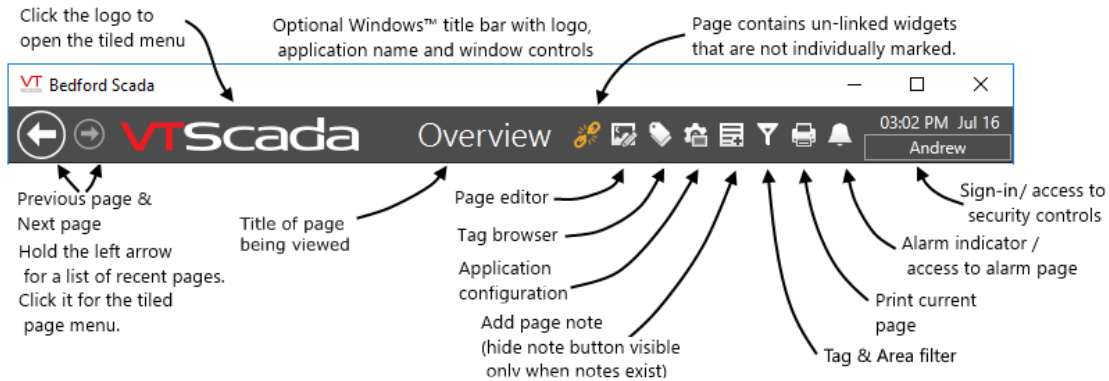 Click the logo to
open the tiled menu
Optional Windows™ title bar with logo,
application name and window controls
Page contains un-linked widgets
that are not individually marked.
VT Bedford Scada
VTScada
Overview
03:02 PM Jul 16
Andrew
Previous page &
Next page
Hold the left arrow
for a list of recent pages.
Click it for the tiled
page menu.
Title of page
being viewed
Page editor
Tag browser
Application
configuration
Add page note
(hide note button visible
only when notes exist)
Sign-in/ access to
security controls
Alarm indicator /
access to alarm page
Print current
page
Tag & Area filter